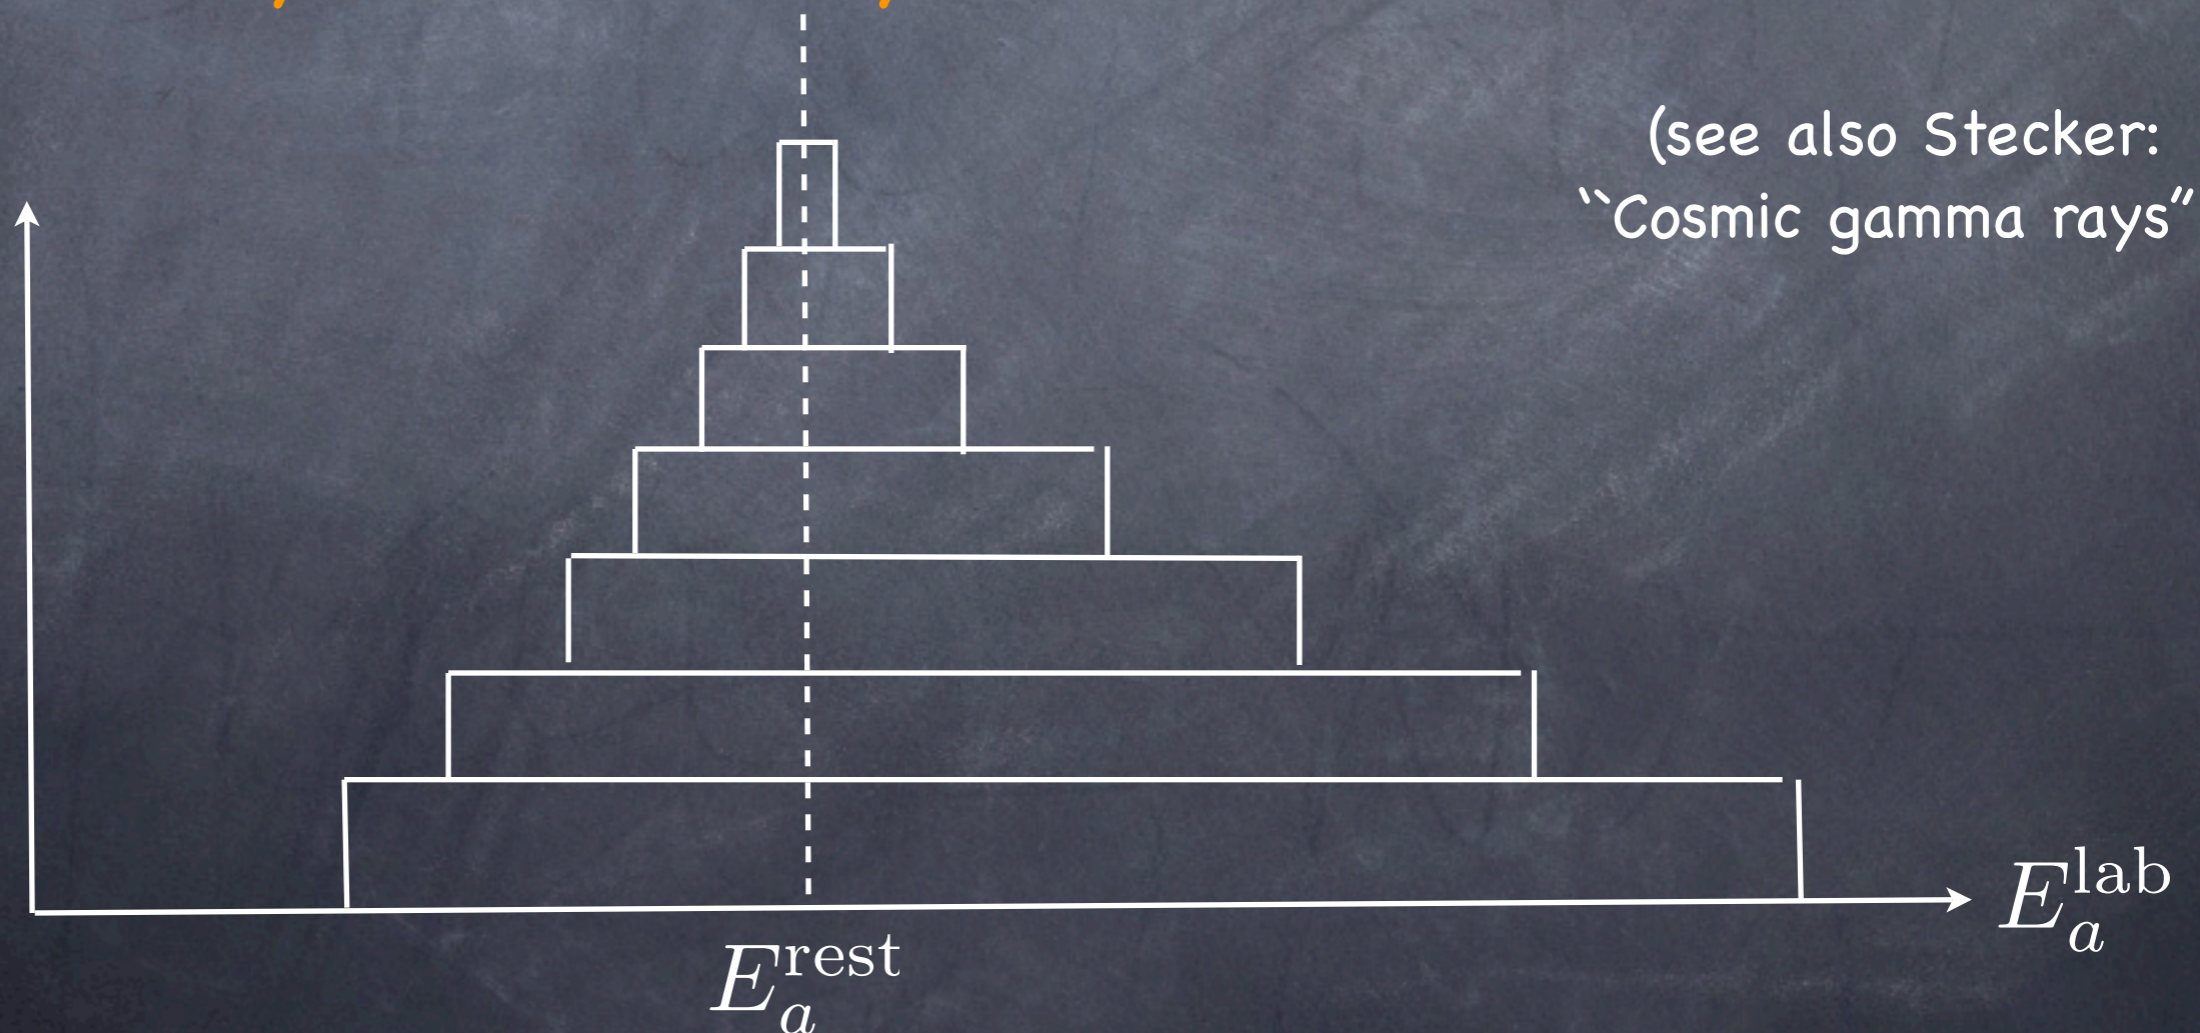 (see also Stecker:
``Cosmic gamma rays”
E_a^lab
E_a^rest